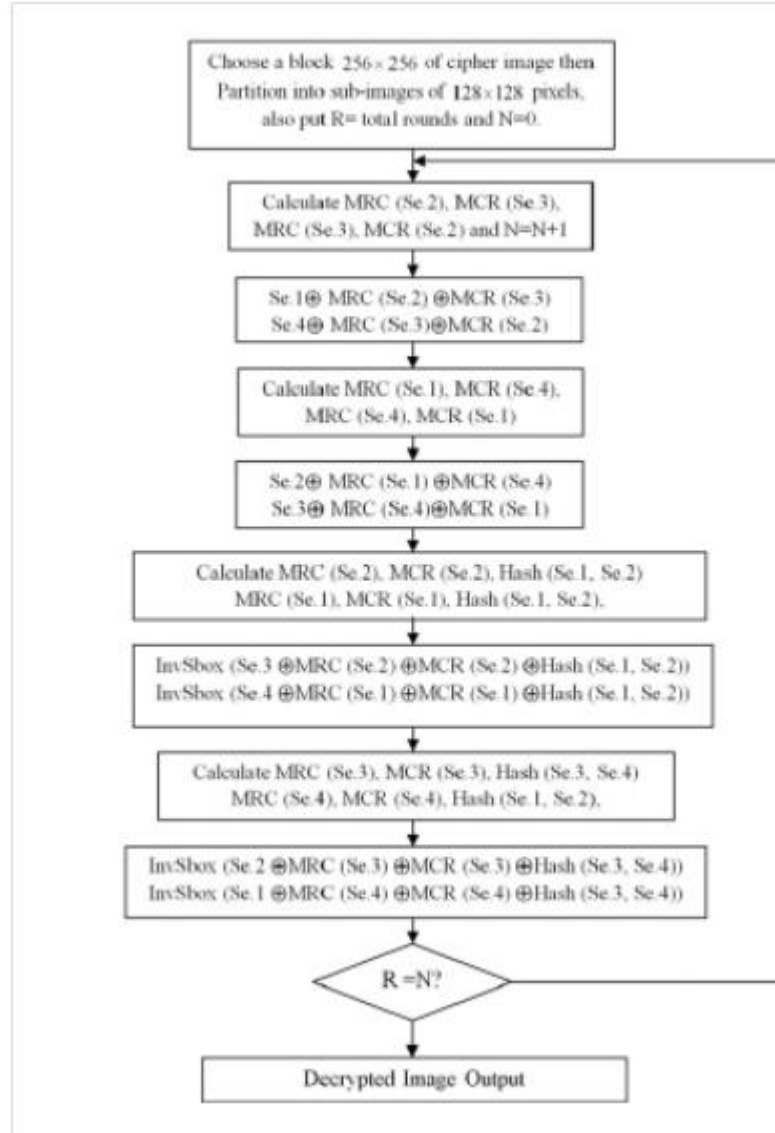 Choose a block 256×256 of cipher image then
Partition into sub-images of 128×128 pixels,
also put R= total rounds and N=0.
Calculate MRC (Se.2), MCR (Se.3),
MRC (Se.3), MCR (Se.2) and N=N+1
Se.1⊕ MRC (Se.2) ⊕MCR (Se.3)
Se.4⊕ MRC (Se.3)⊕MCR (Se.2)
Calculate MRC (Se.1), MCR (Se.4),
MRC (Se.4), MCR (Se.1)
Se.2⊕ MRC (Se.1) ⊕MCR (Se.4)
Se.3⊕ MRC (Se.4)⊕MCR (Se.1)
Calculate MRC (Se.2), MCR (Se.2), Hash (Se.1, Se.2)
MRC (Se.1), MCR (Se.1), Hash (Se.1, Se.2),
InvSbox (Se.3 ⊕MRC (Se.2) ⊕MCR (Se.2) ⊕Hash (Se.1, Se.2))
InvSbox (Se.4 ⊕MRC (Se.1) ⊕MCR (Se.1) ⊕Hash (Se.1, Se.2))
Calculate MRC (Se.3), MCR (Se.3), Hash (Se.3, Se.4)
MRC (Se.4), MCR (Se.4), Hash (Se.1, Se.2),
InvSbox (Se.2 ⊕MRC (Se.3) ⊕MCR (Se.3) ⊕Hash (Se.3, Se.4))
InvSbox (Se.1 ⊕MRC (Se.4) ⊕MCR (Se.4) ⊕Hash (Se.3, Se.4))
R =N?
Decrypted Image Output